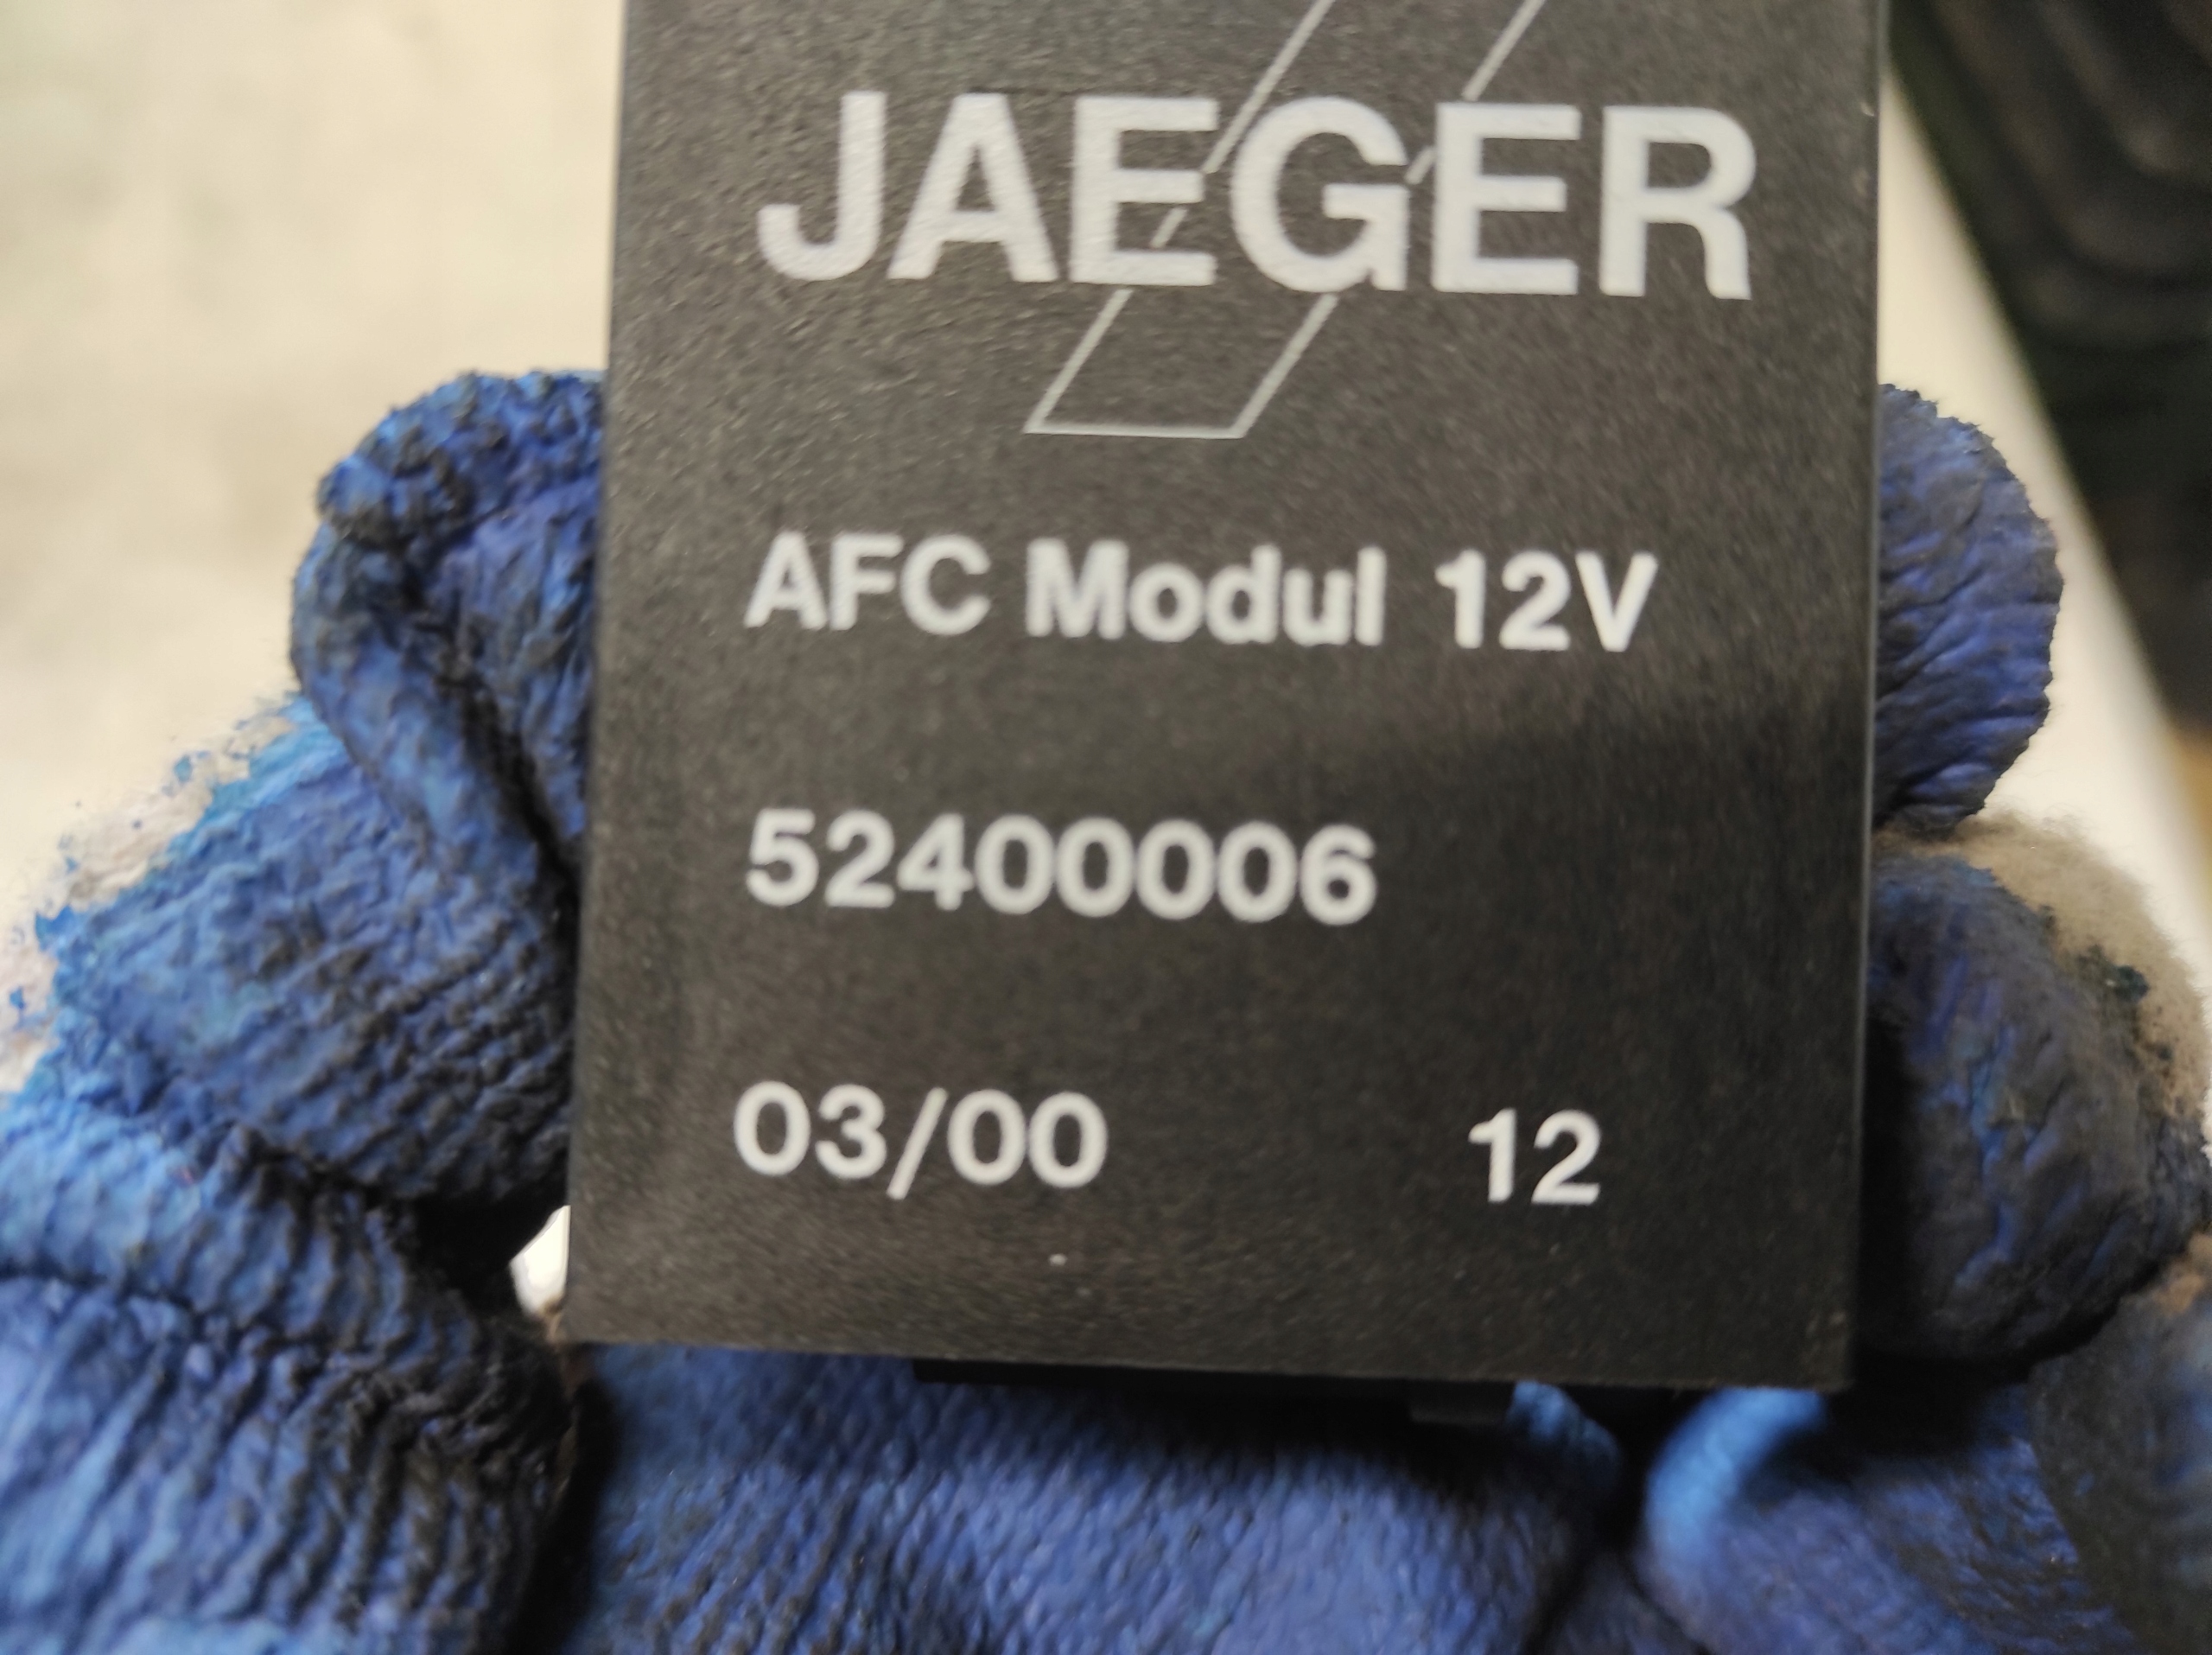 JAEGER
AFC Modul 12V
52400006
03/00 12